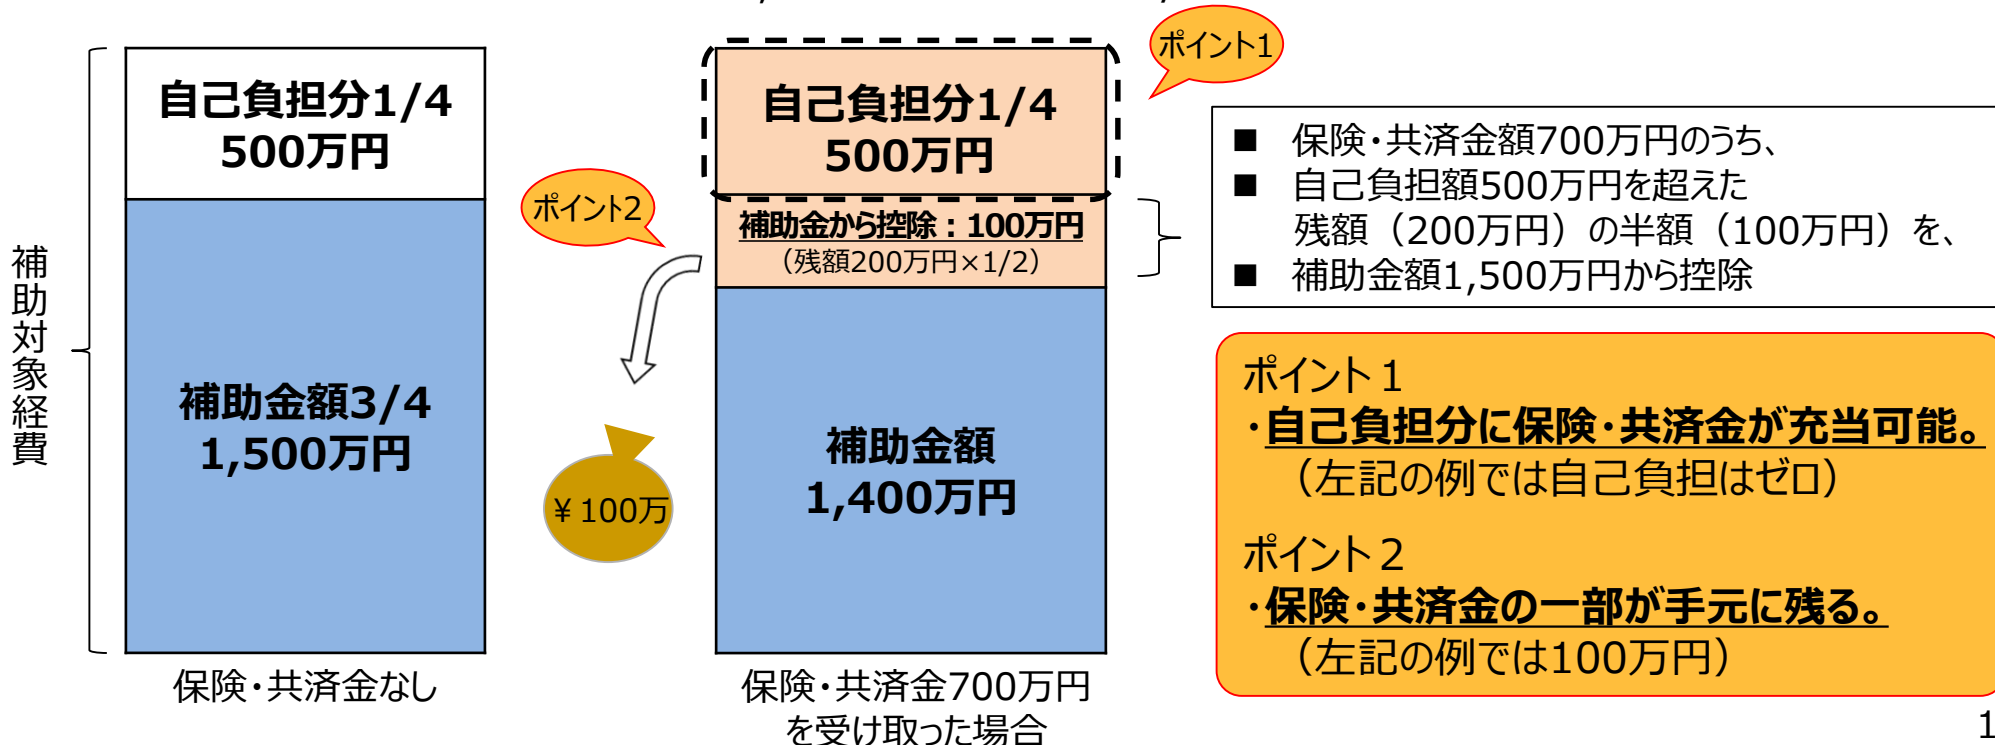 補助対象経費
自己負担分1/4
500万円
補助金額3/4
1,500万円
保険・共済金なし
ポイント1
自己負担分1/4
500万円
ポイント2
補助金から控除：100万円
（残額200万円×1/2）
￥100万
補助金額
1,400万円
保険・共済金700万円
を受け取った場合
■ 保険・共済金額700万円のうち、
■ 自己負担額500万円を超えた
残額（200万円）の半額（100万円）を、
■ 補助金額1,500万円から控除
ポイント１
・自己負担分に保険・共済金が充当可能。
（左記の例では自己負担はゼロ）
ポイント２
・保険・共済金の一部が手元に残る。
（左記の例では100万円）
1